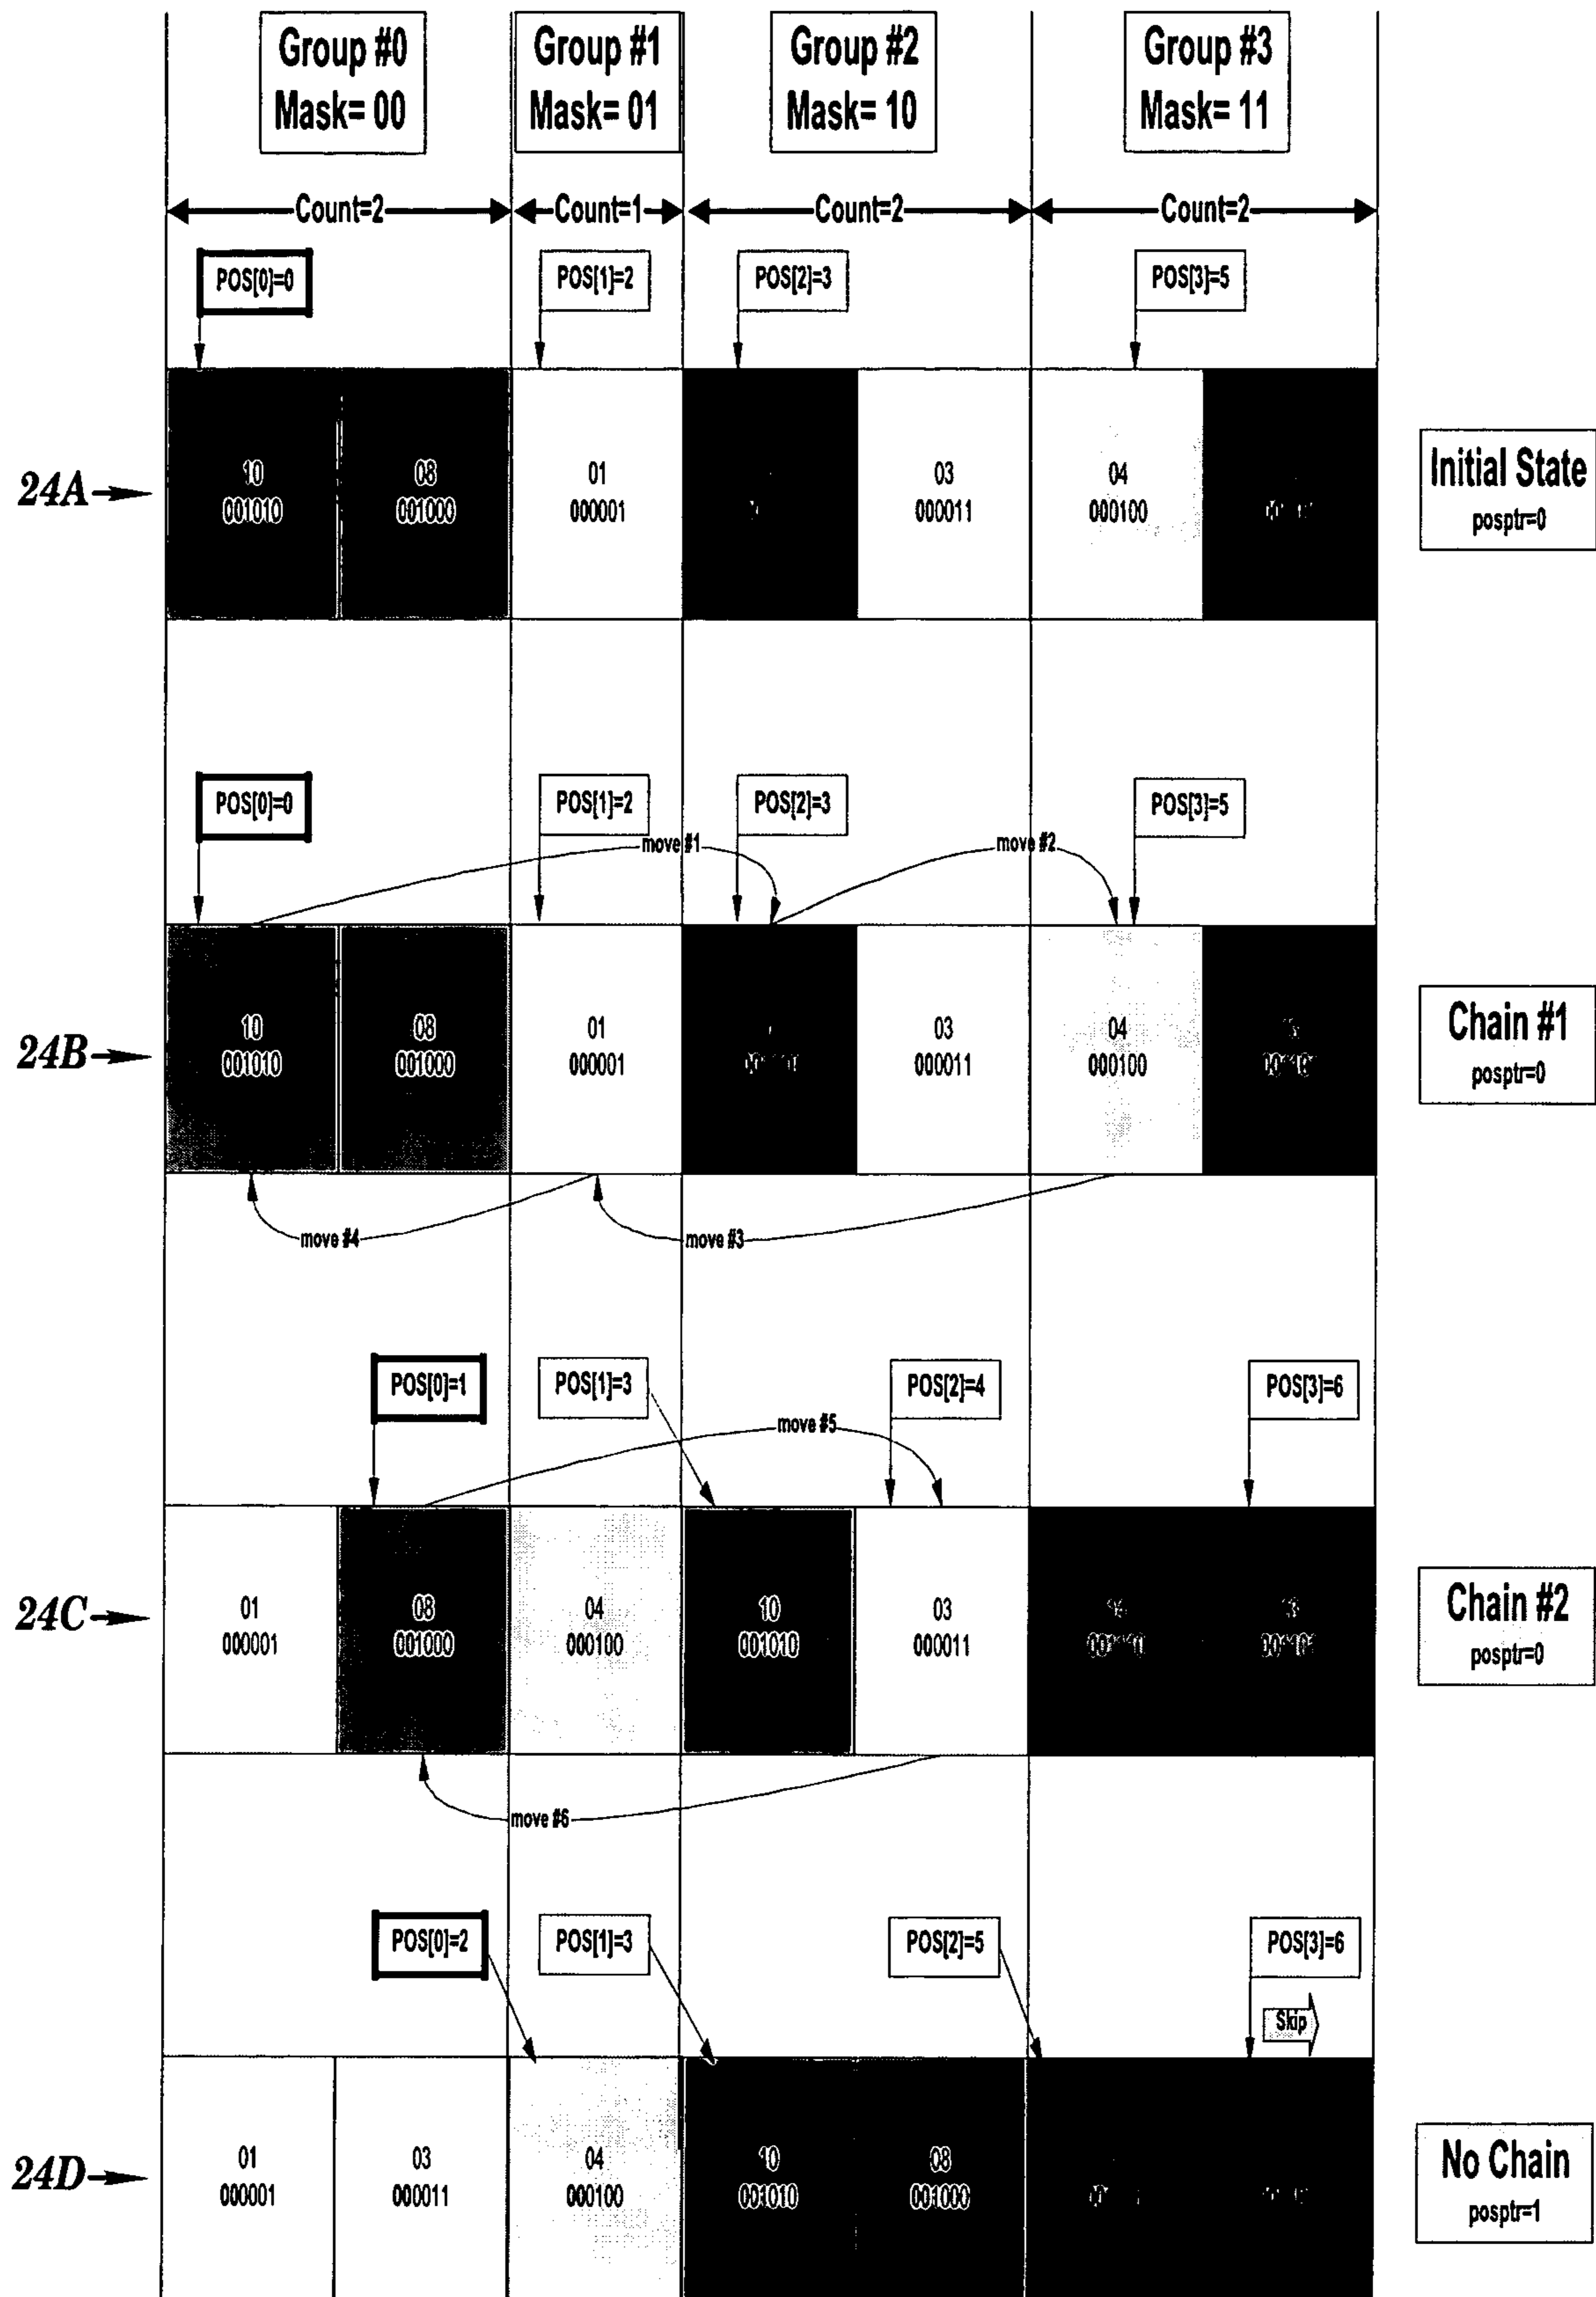 Group #0
Mask= 00
Group #1
Mask= 01
Group #2
Mask= 10
Group #3
Mask= 11
Count=2
Count=1
Count=2
Count=2
POS[0]=0
POS[1]=2
POS[2]=3
POS[3]=5
24A
10
001010
08
001000
01
000001
03
000011
04
000100
Initial State
posptr=0
POS[0]=0
POS[1]=2
POS[2]=3
POS[3]=5
move #1
move #2
24B
10
001010
08
001000
01
000001
03
000011
04
000100
Chain #1
posptr=0
move #4
move #3
POS[0]=1
POS[1]=3
POS[2]=4
POS[3]=6
move #5
24C
01
000001
08
001000
04
000100
10
001010
03
000011
Chain #2
posptr=0
move #6
POS[0]=2
POS[1]=3
POS[2]=5
POS[3]=6
Skip
24D
01
000001
03
000011
04
000100
10
001010
08
001000
No Chain
posptr=1